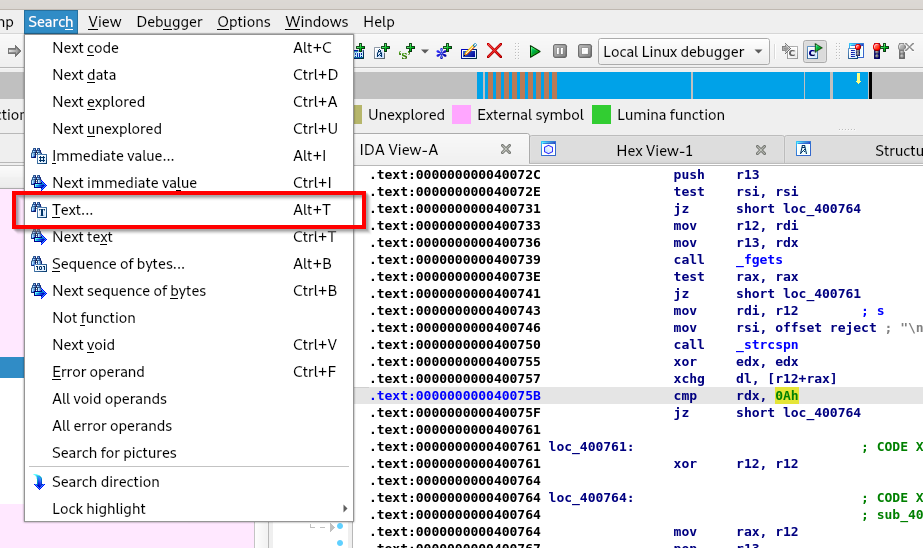 Search View Debugger Options Windows Help
Next code Alt+C
Next data Ctrl+D
Next explored Ctrl+A
Next unexplored Ctrl+U
Immediate value... Alt+I
Next immediate value Ctrl+I
Text... Alt+T
Next text Ctrl+T
Sequence of bytes... Alt+B
Next sequence of bytes Ctrl+B
Not function
Next void Ctrl+V
Error operand Ctrl+F
All void operands
All error operands
Search for pictures
Search direction
Lock highlight
Local Linux debugger
Unexplored External symbol Lumina function
IDA View-A Hex View-1
.text:000000000040072C push r13
.text:000000000040072E test rsi, rsi
.text:0000000000400731 jz short loc_400764
.text:0000000000400733 mov r12, rdi
.text:0000000000400736 mov r13, rdx
.text:0000000000400739 call _fgets
.text:000000000040073E test rax, rax
.text:0000000000400741 jz short loc_400761
.text:0000000000400743 mov rdi, r12 ; s
.text:0000000000400746 mov rsi, offset reject ; "\n
.text:0000000000400750 call _strcspn
.text:0000000000400755 xor edx, edx
.text:0000000000400757 xchg dl, [r12+rax]
.text:000000000040075B cmp rdx, 0Ah
.text:000000000040075F jz short loc_400764
.text:0000000000400761
.text:0000000000400761 loc_400761: ; CODE X
.text:0000000000400761 xor r12, r12
.text:0000000000400764
.text:0000000000400764 loc_400764: ; CODE X
.text:0000000000400764 ; sub_40
.text:0000000000400764 mov rax, r12
.text:0000000000400767 pop r13